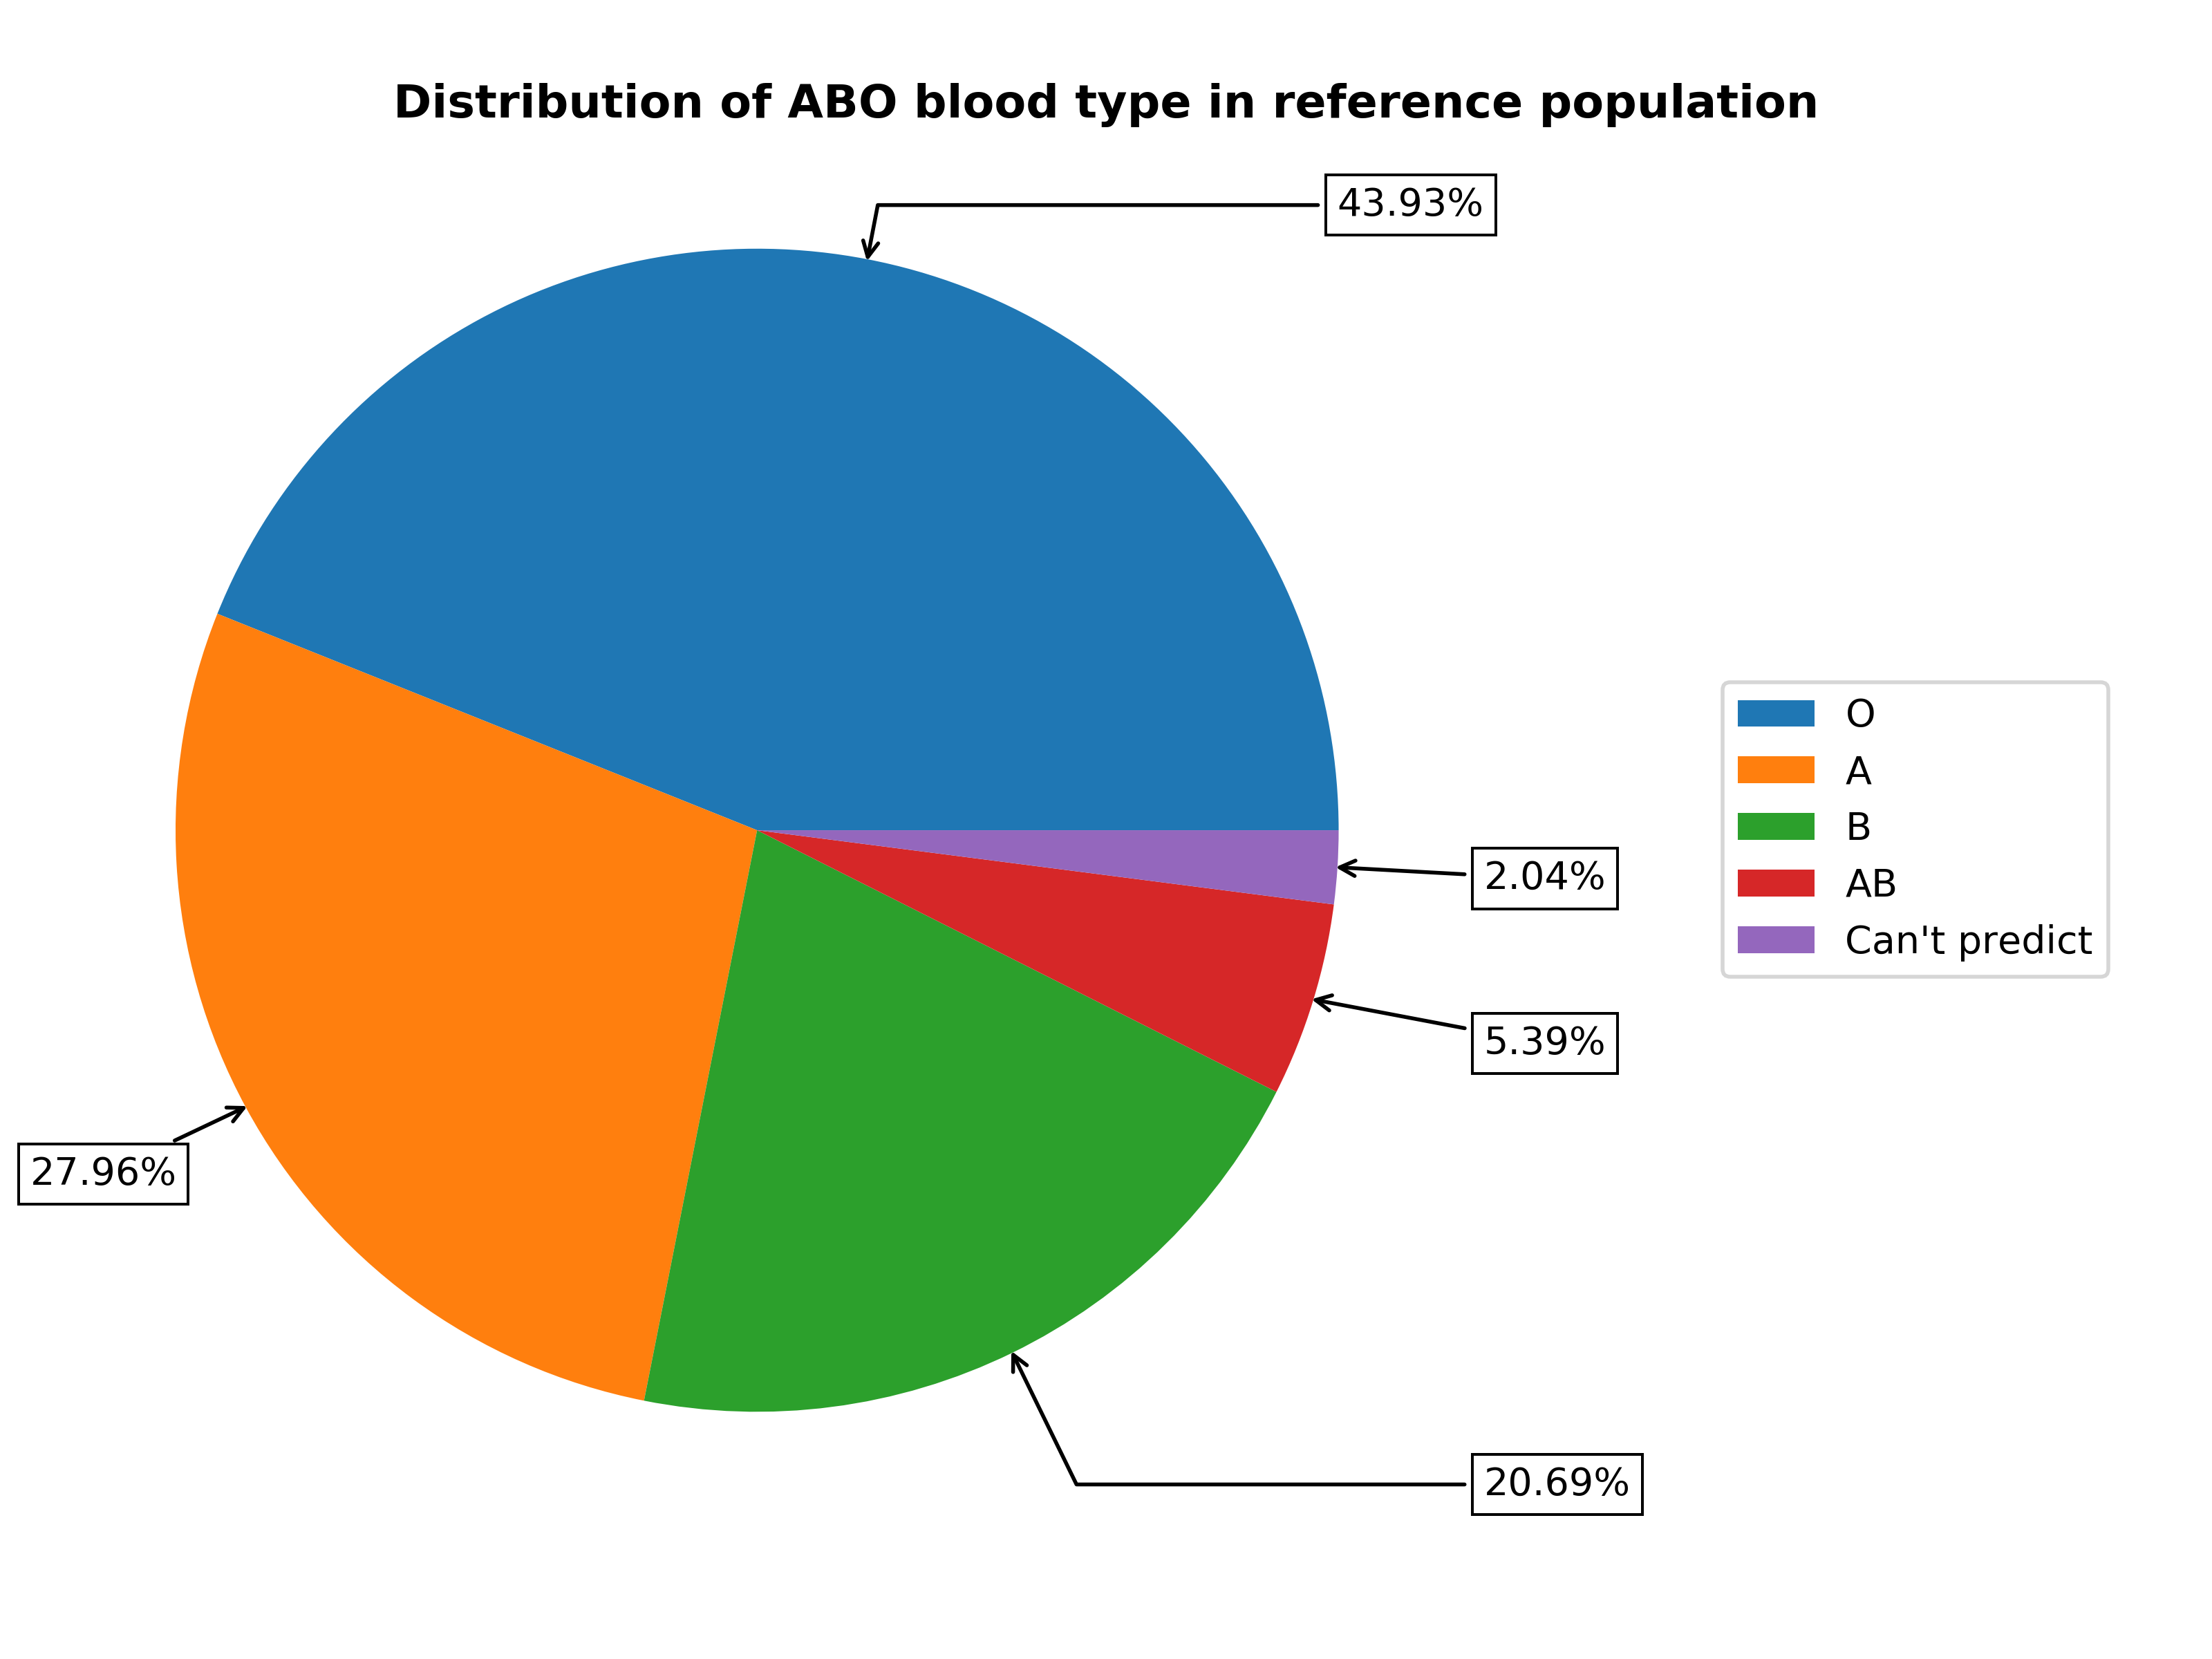 Distribution of ABO blood type in reference population
43.93%
O
A
B
AB
Can't predict
2.04%
5.39%
27.96%
20.69%